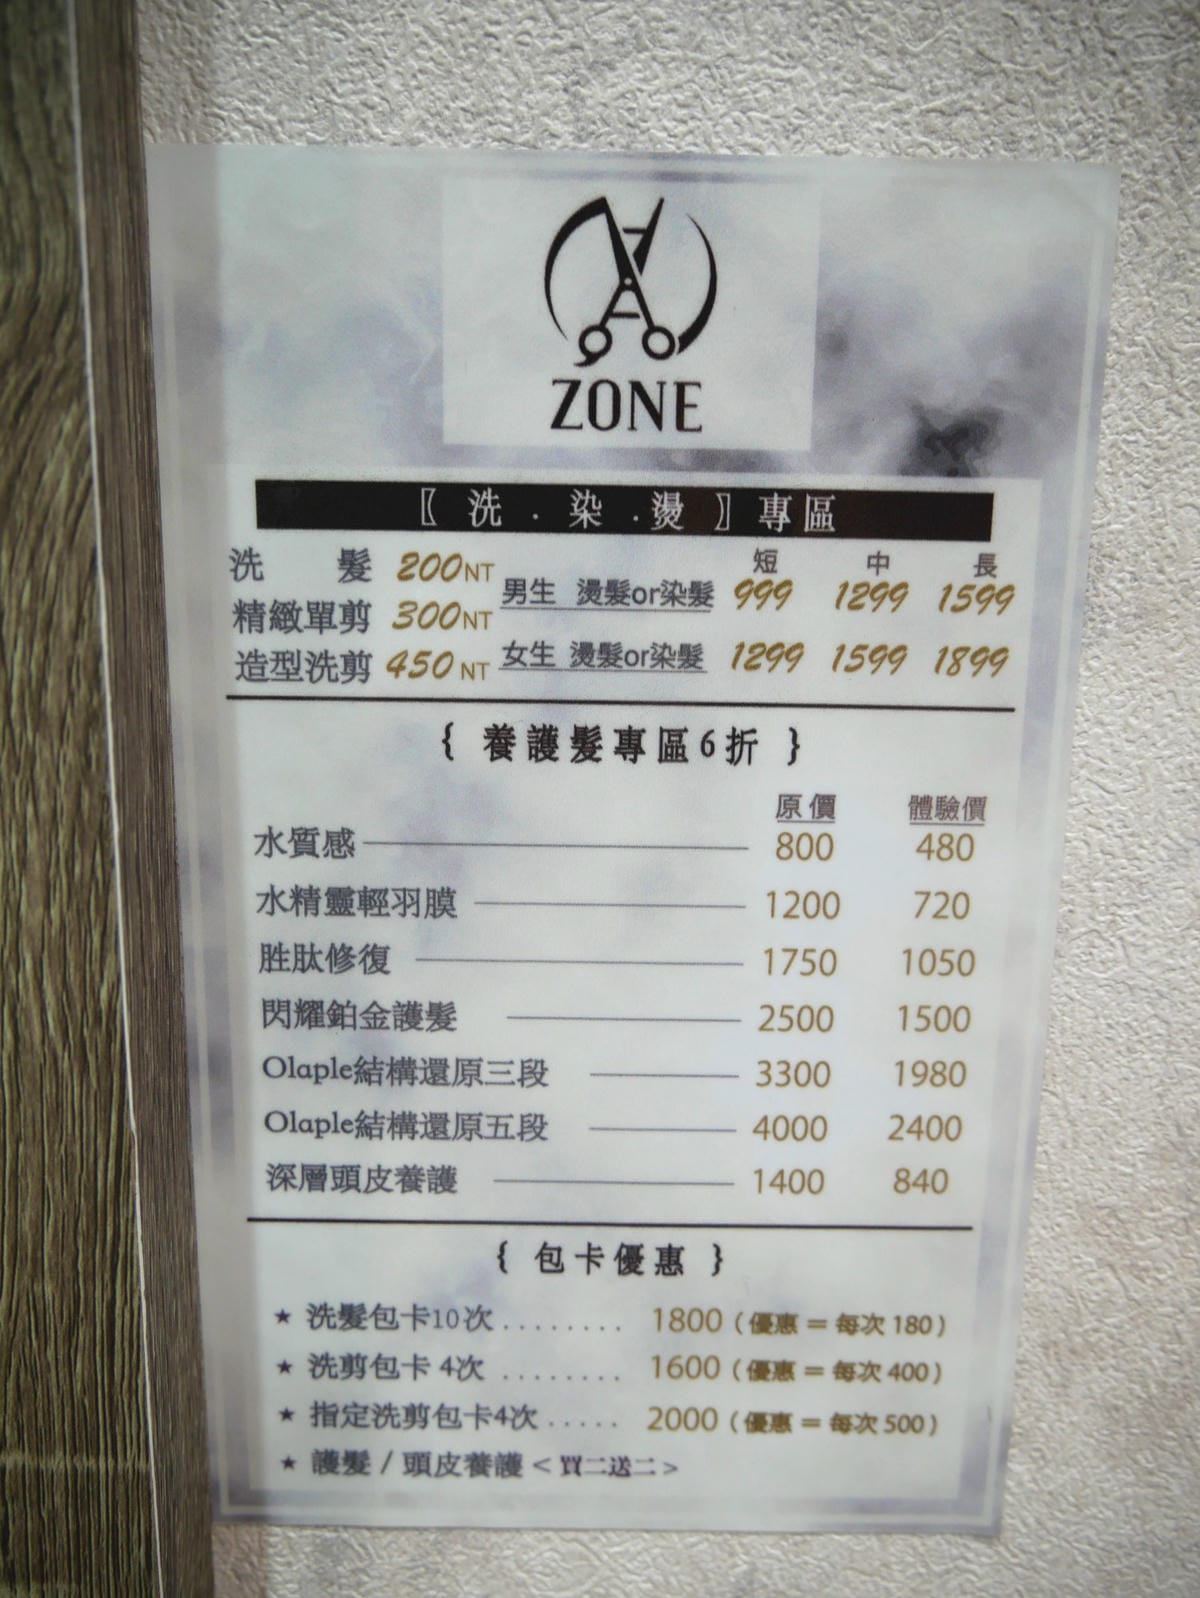 ZONE
〖 洗 . 染 . 燙 〗專區
短 中 長
洗 髮 200NT
男生 燙髮or染髮 999 1299 1599
精緻單剪 300NT
女生 燙髮or染髮 1299 1599 1899
造型洗剪 450NT
{ 養護髮專區6折 }
原價 體驗價
水質感 800 480
水精靈輕羽膜 1200 720
胜肽修復 1750 1050
閃耀鉑金護髮 2500 1500
Olaple結構還原三段 3300 1980
Olaple結構還原五段 4000 2400
深層頭皮養護 1400 840
{ 包卡優惠 }
★ 洗髮包卡10次 ........ 1800 ( 優惠 = 每次 180 )
★ 洗剪包卡 4次 ........ 1600 ( 優惠 = 每次 400 )
★ 指定洗剪包卡4次 ..... 2000 ( 優惠 = 每次 500 )
★ 護髮 / 頭皮養護 < 買二送二 >